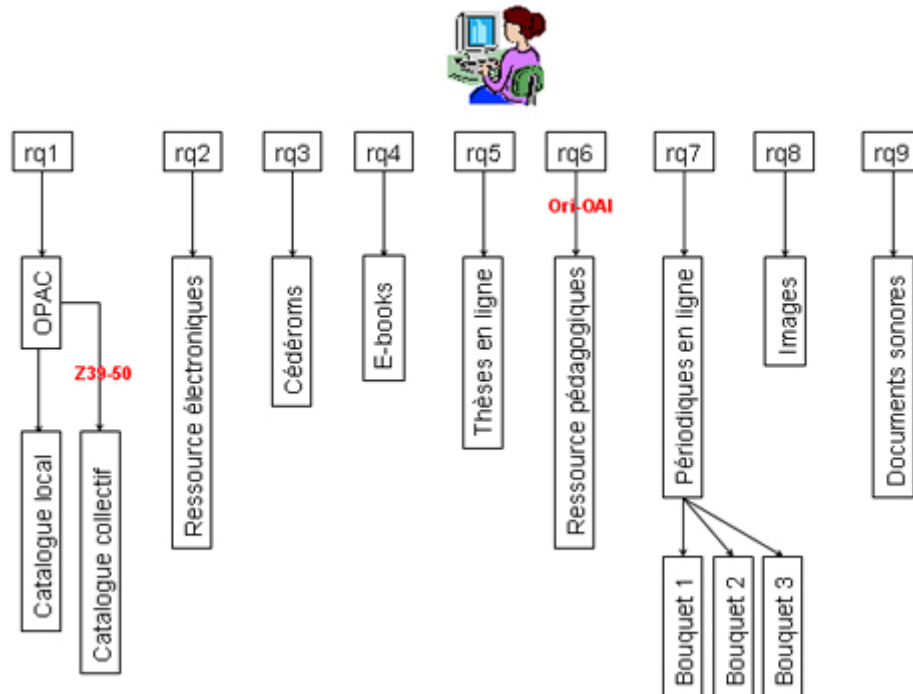 rq1
rq2
rq3
rq4
rq5
rq6
rq7
rq8
rq9
Ori-OAI
OPAC
Ressource électroniques
Cédéroms
E-books
Thèses en ligne
Ressource pédagogiques
Périodiques en ligne
Images
Documents sonores
Z39-50
Catalogue local
Catalogue collectif
Bouquet 1
Bouquet 2
Bouquet 3